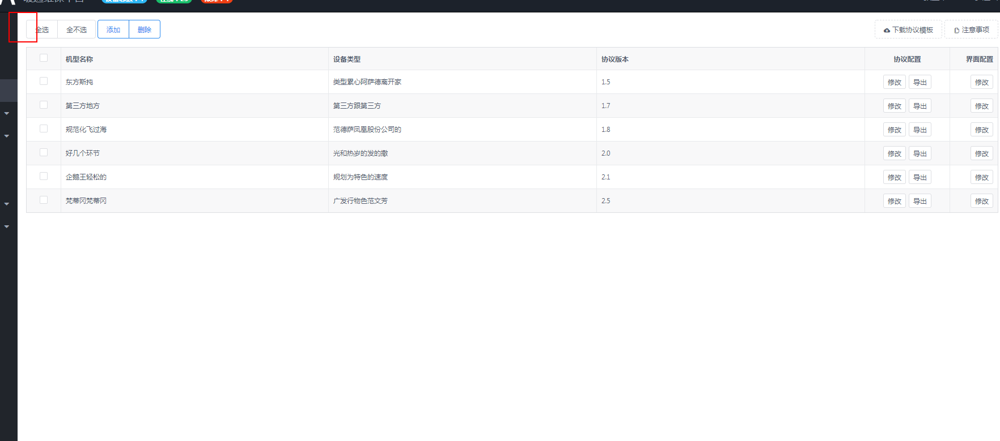 全选 全不选 添加 删除 下载协议模板 注意事项
机型名称 设备类型 协议版本 协议配置 界面配置
东方斯扽 类型累心阿萨德离开家 1.5 修改 导出 修改
第三方地方 第三方跟第三方 1.7 修改 导出 修改
规范化飞过海 范德萨凤凰股份公司的 1.8 修改 导出 修改
好几个环节 光和热岁的发的撒 2.0 修改 导出 修改
企鹅王轻松的 规划为特色的速度 2.1 修改 导出 修改
梵蒂冈梵蒂冈 广发行物色范文芳 2.5 修改 导出 修改